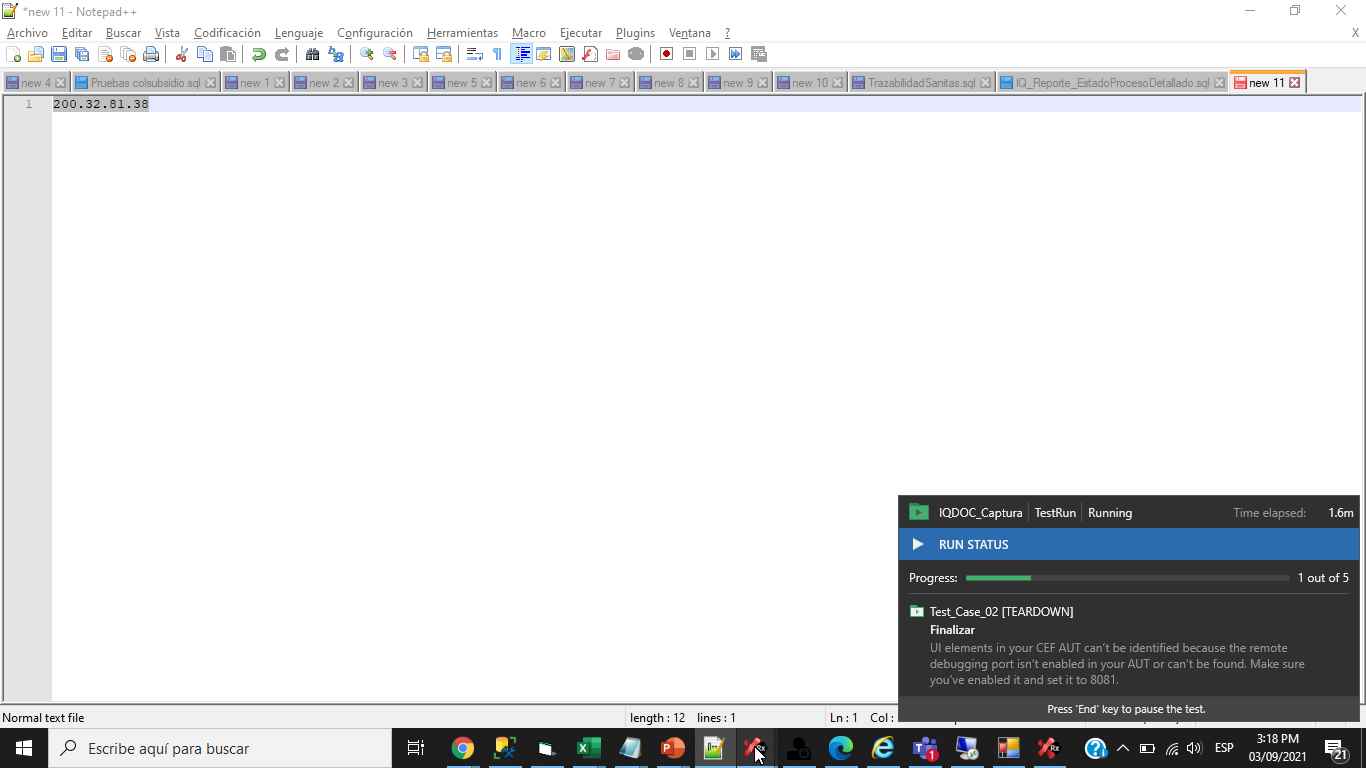 *new 11 - Notepad++
Archivo Editar Buscar Vista Codificación Lenguaje Configuración Herramientas Macro Ejecutar Plugins Ventana ? X
new 4 Pruebas colsubsidio.sql new 1 new 2 new 3 new 5 new 6 new 7 new 8 new 9 new 10 TrazabilidadSanitas.sql IQ_Reporte_EstadoProcesoDetallado.sql new 11
1 200.32.81.38
IQDOC_Captura TestRun Running Time elapsed: 1.6m
RUN STATUS
Progress: 1 out of 5
Test_Case_02 [TEARDOWN]
Finalizar
UI elements in your CEF AUT can't be identified because the remote
debugging port isn't enabled in your AUT or can't be found. Make sure
you've enabled it and set it to 8081.
Press 'End' key to pause the test.
Normal text file length : 12 lines : 1 Ln : 1 Col :
Escribe aquí para buscar
1
ESP
3:18 PM
03/09/2021
21